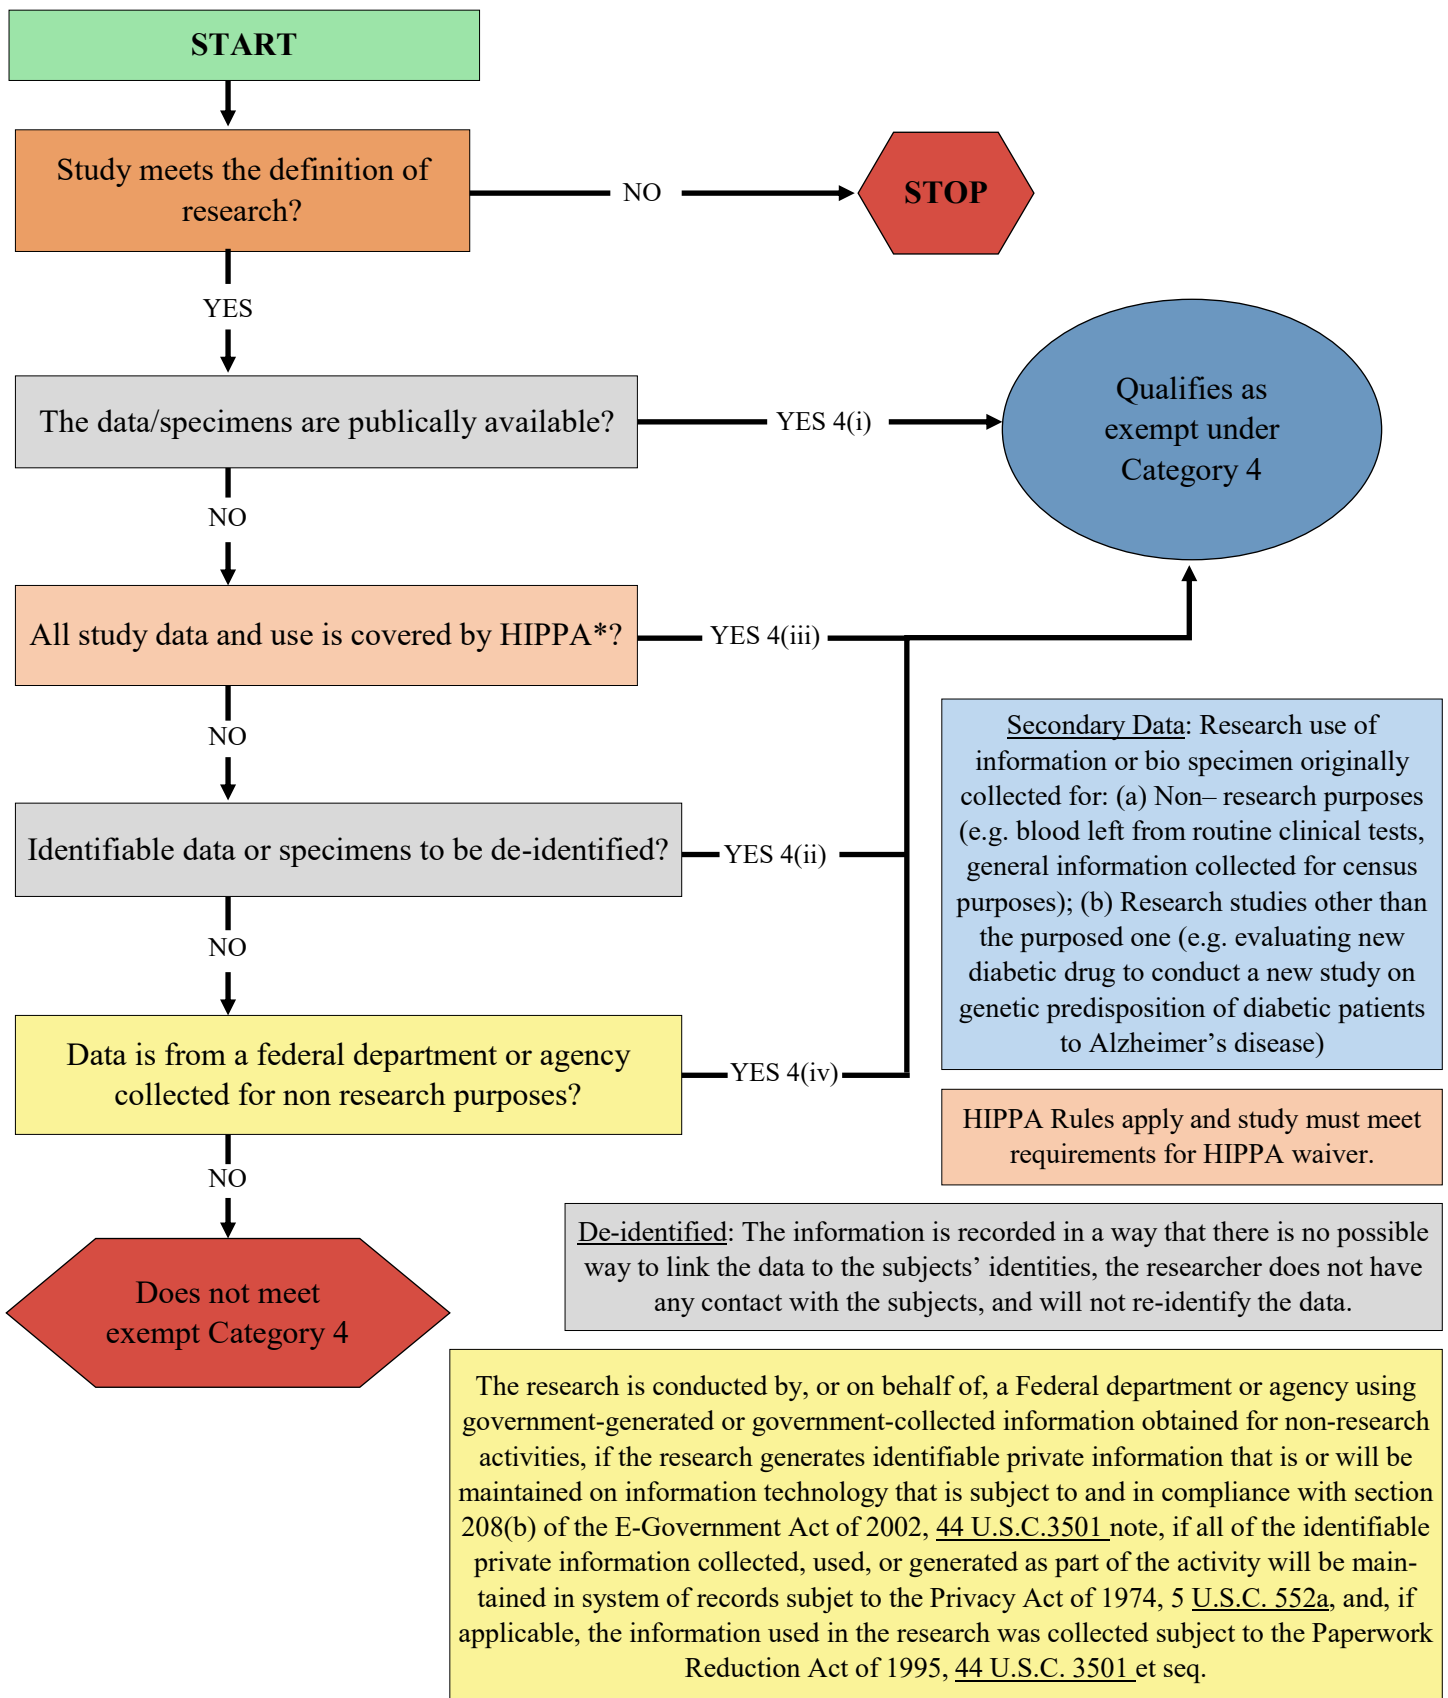 START
Study meets the definition of
research?
NO
STOP
YES
The data/specimens are publically available?
YES 4(i)
Qualifies as
exempt under
Category 4
NO
All study data and use is covered by HIPPA*?
YES 4(iii)
NO
Identifiable data or specimens to be de-identified?
YES 4(ii)
NO
Data is from a federal department or agency
collected for non research purposes?
YES 4(iv)
NO
Does not meet
exempt Category 4
Secondary Data: Research use of
information or bio specimen originally
collected for: (a) Non– research purposes
(e.g. blood left from routine clinical tests,
general information collected for census
purposes); (b) Research studies other than
the purposed one (e.g. evaluating new
diabetic drug to conduct a new study on
genetic predisposition of diabetic patients
to Alzheimer’s disease)
HIPPA Rules apply and study must meet
requirements for HIPPA waiver.
De-identified: The information is recorded in a way that there is no possible
way to link the data to the subjects’ identities, the researcher does not have
any contact with the subjects, and will not re-identify the data.
The research is conducted by, or on behalf of, a Federal department or agency using
government-generated or government-collected information obtained for non-research
activities, if the research generates identifiable private information that is or will be
maintained on information technology that is subject to and in compliance with section
208(b) of the E-Government Act of 2002, 44 U.S.C.3501 note, if all of the identifiable
private information collected, used, or generated as part of the activity will be main-
tained in system of records subjet to the Privacy Act of 1974, 5 U.S.C. 552a, and, if
applicable, the information used in the research was collected subject to the Paperwork
Reduction Act of 1995, 44 U.S.C. 3501 et seq.